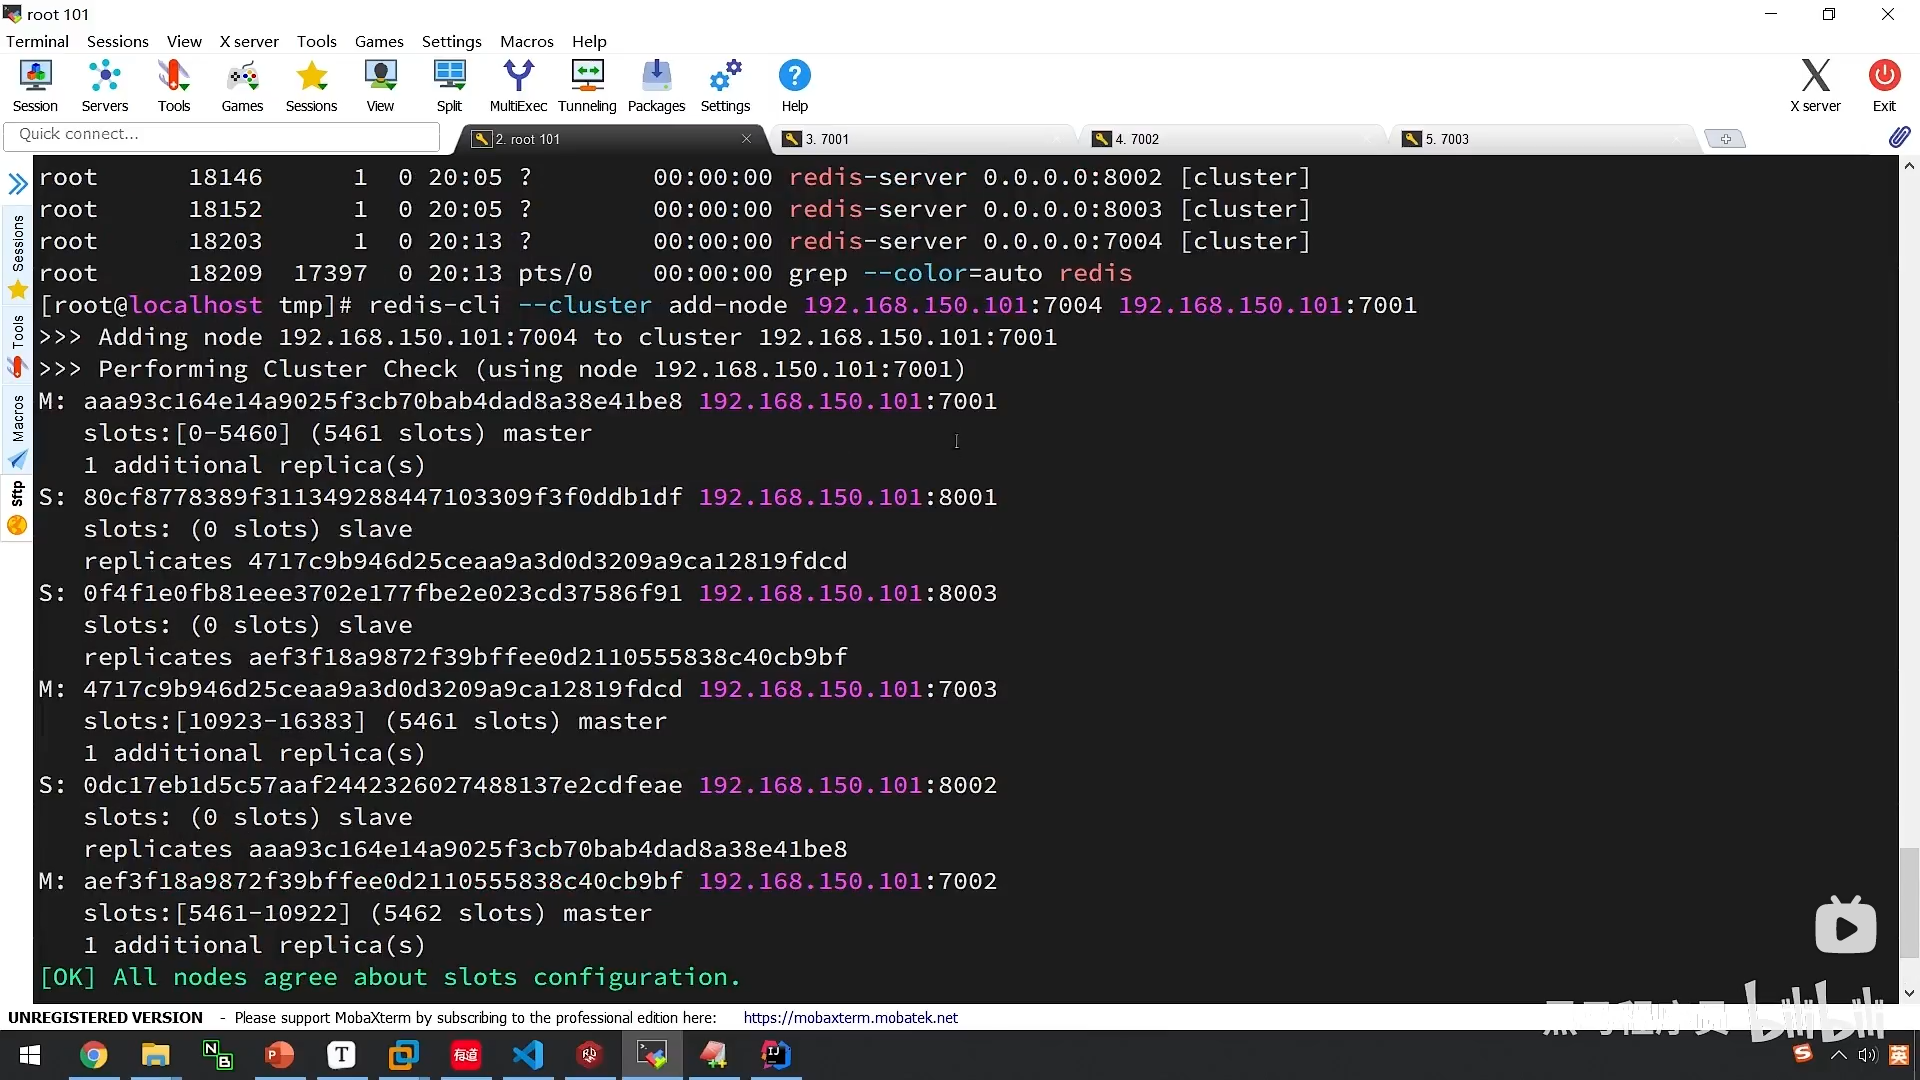 root 101
Terminal Sessions View X server Tools Games Settings Macros Help
Session Servers Tools Games Sessions View Split MultiExec Tunneling Packages Settings Help X server Exit
Quick connect...
2. root 101
3. 7001
4. 7002
5. 7003
Sessions
Tools
Macros
Sftp
root 18146 1 0 20:05 ? 00:00:00 redis-server 0.0.0.0:8002 [cluster]
root 18152 1 0 20:05 ? 00:00:00 redis-server 0.0.0.0:8003 [cluster]
root 18203 1 0 20:13 ? 00:00:00 redis-server 0.0.0.0:7004 [cluster]
root 18209 17397 0 20:13 pts/0 00:00:00 grep --color=auto redis
[root@localhost tmp]# redis-cli --cluster add-node 192.168.150.101:7004 192.168.150.101:7001
>>> Adding node 192.168.150.101:7004 to cluster 192.168.150.101:7001
>>> Performing Cluster Check (using node 192.168.150.101:7001)
M: aaa93c164e14a9025f3cb70bab4dad8a38e41be8 192.168.150.101:7001
slots:[0-5460] (5461 slots) master
1 additional replica(s)
S: 80cf8778389f311349288447103309f3f0ddb1df 192.168.150.101:8001
slots: (0 slots) slave
replicates 4717c9b946d25ceaa9a3d0d3209a9ca12819fdcd
S: 0f4f1e0fb81eee3702e177fbe2e023cd37586f91 192.168.150.101:8003
slots: (0 slots) slave
replicates aef3f18a9872f39bffee0d2110555838c40cb9bf
M: 4717c9b946d25ceaa9a3d0d3209a9ca12819fdcd 192.168.150.101:7003
slots:[10923-16383] (5461 slots) master
1 additional replica(s)
S: 0dc17eb1d5c57aaf2442326027488137e2cdfeae 192.168.150.101:8002
slots: (0 slots) slave
replicates aaa93c164e14a9025f3cb70bab4dad8a38e41be8
M: aef3f18a9872f39bffee0d2110555838c40cb9bf 192.168.150.101:7002
slots:[5461-10922] (5462 slots) master
1 additional replica(s)
[OK] All nodes agree about slots configuration.
黑马程序员 bilibili
UNREGISTERED VERSION - Please support MobaXterm by subscribing to the professional edition here: https://mobaxterm.mobatek.net
有道
英